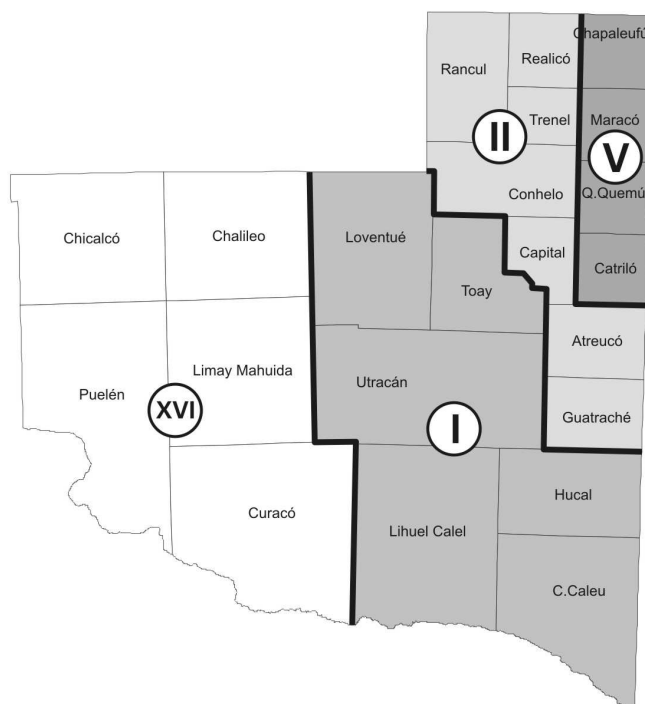 Chapaleufú
Realicó
Rancul
Trenel
Maracó
II
V
Conhelo
Q.Quemú
Chicalcó
Chalileo
Loventué
Capital
Catriló
Toay
Atreucó
Limay Mahuida
Utracán
Puelén
XVI
Guatraché
I
Hucal
Curacó
Lihuel Calel
C.Caleu